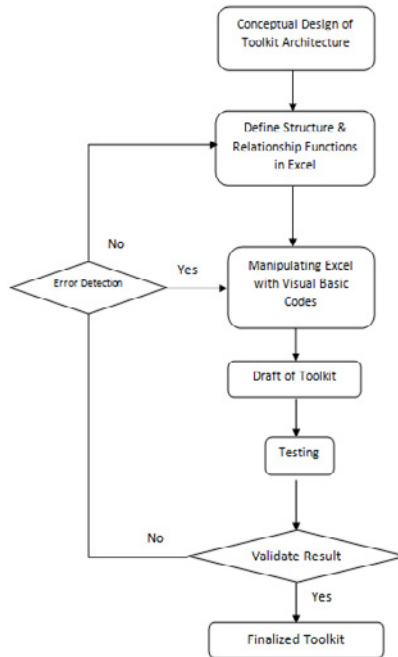 Conceptual Design of
Toolkit Architecture
Define Structure &
Relationship Functions
in Excel
No
Error Detection
Yes
Manipulating Excel
with Visual Basic
Codes
Draft of Toolkit
Testing
No
Validate Result
Yes
Finalized Toolkit